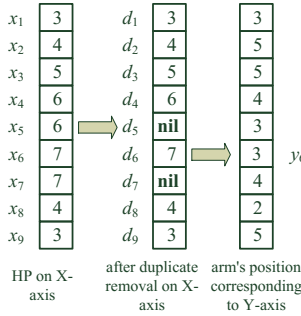 x1 3 d1 3 3
x2 4 d2 4 5
x3 5 d3 5 5
x4 6 d4 6 4
x5 6 d5 nil 3
x6 7 d6 7 3
x7 7 d7 nil 4
x8 4 d8 4 2
x9 3 d9 3 5
HP on X-
axis
after duplicate
removal on X-
axis
arm's position
corresponding
to Y-axis